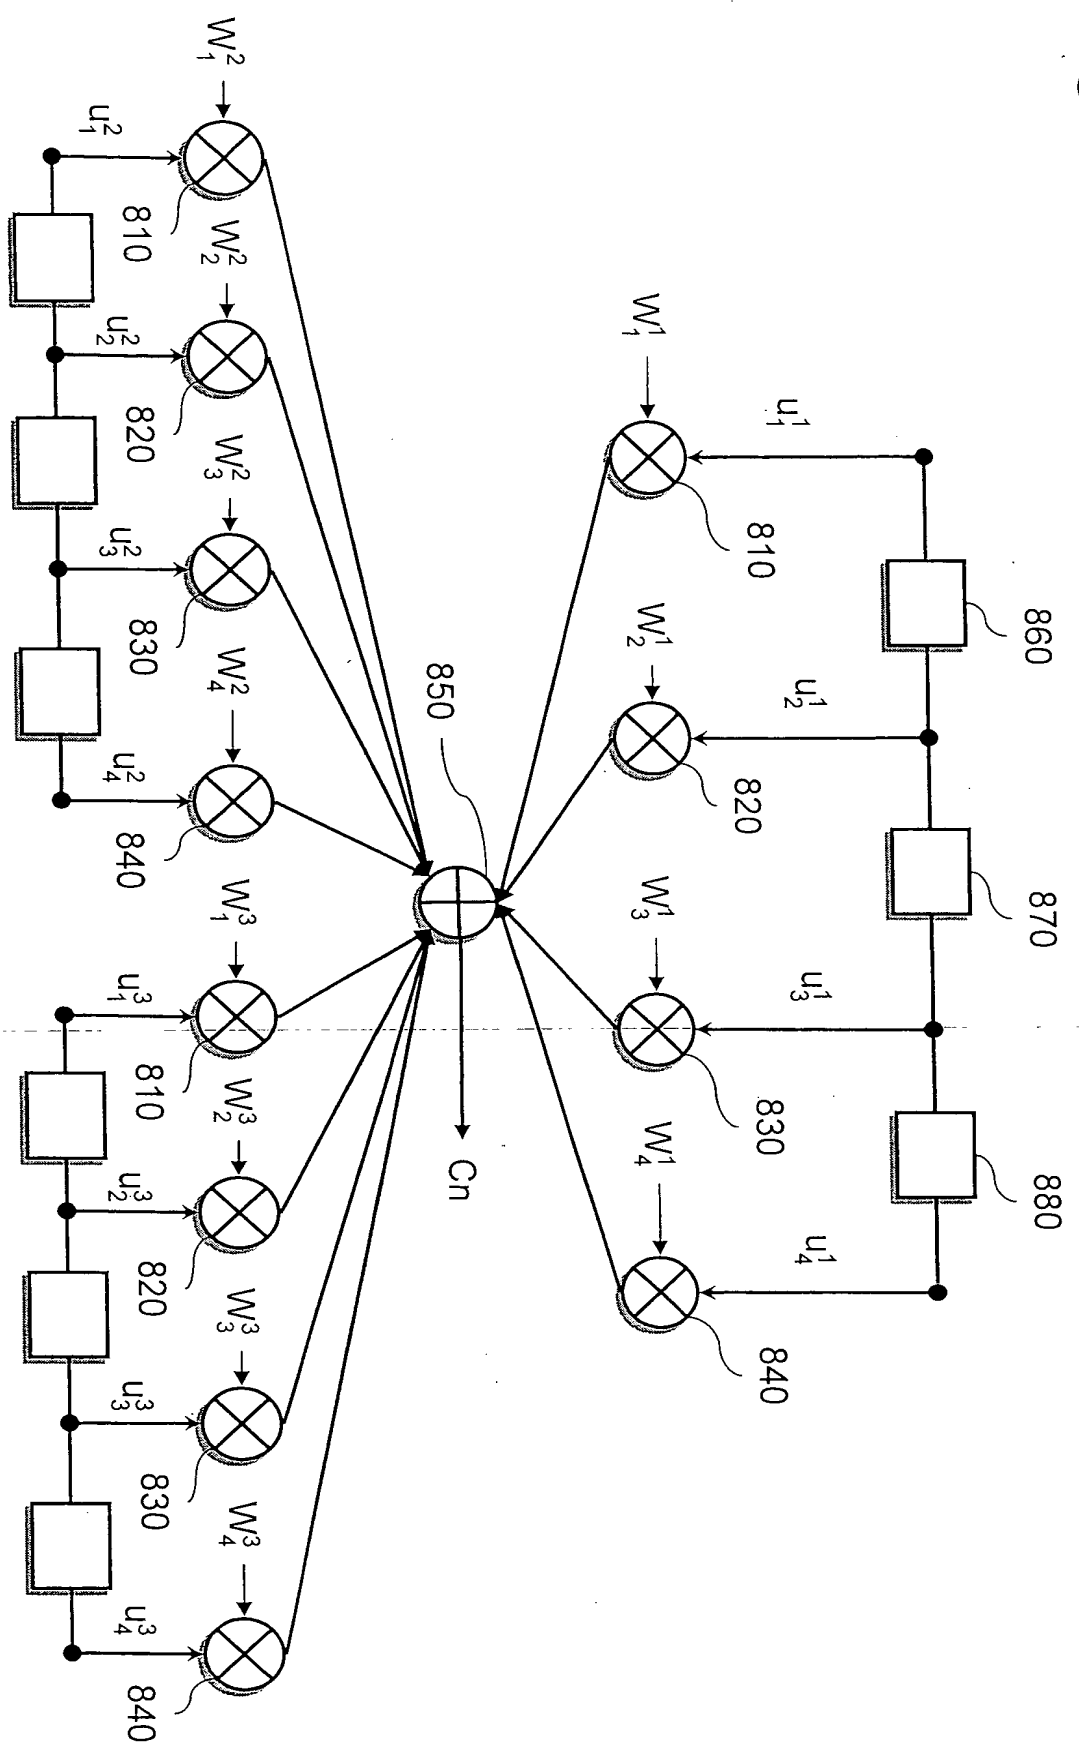 860
870
880
u₁¹
u₂¹
u₃¹
u₄¹
W₁¹
810
W₂¹
820
W₃¹
830
W₄¹
840
850
Cn
W₁²
W₂²
W₃²
W₄²
W₁³
W₂³
W₃³
W₄³
u₁²
810
u₂²
820
u₃²
830
u₄²
840
u₁³
810
u₂³
820
u₃³
830
u₄³
840